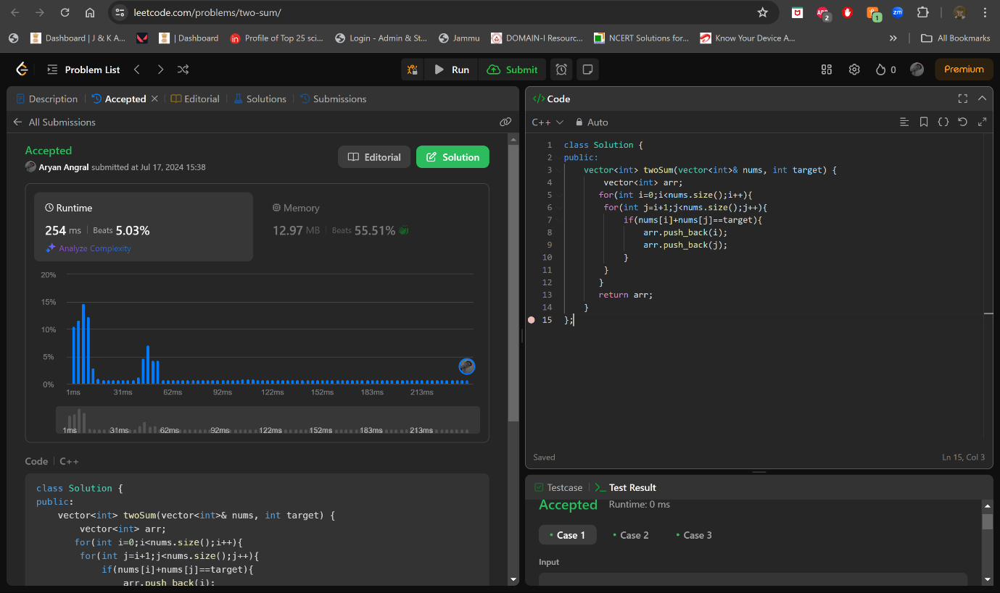 leetcode.com/problems/two-sum/
2
1
zm
Dashboard | J & K A...
| Dashboard
in Profile of Top 25 sci...
Login - Admin & St...
Jammu
DOMAIN-I Resourc...
NCERT Solutions for...
Know Your Device A...
All Bookmarks
Problem List
Run
Submit
0
Premium
Description
Accepted
Editorial
Solutions
Submissions
All Submissions
Accepted
Aryan Angral submitted at Jul 17, 2024 15:38
Editorial
Solution
Runtime
254 ms | Beats 5.03%
Analyze Complexity
Memory
12.97 MB | Beats 55.51%
20%
15%
10%
5%
0%
1ms 31ms 62ms 92ms 122ms 152ms 183ms 213ms
1ms 31ms 62ms 92ms 122ms 152ms 183ms 213ms
Code | C++
class Solution {
public:
    vector<int> twoSum(vector<int>& nums, int target) {
        vector<int> arr;
       for(int i=0;i<nums.size();i++){
        for(int j=i+1;j<nums.size();j++){
            if(nums[i]+nums[j]==target){
                arr.push_back(i);
</> Code
C++
Auto
1 class Solution {
2 public:
3     vector<int> twoSum(vector<int>& nums, int target) {
4         vector<int> arr;
5        for(int i=0;i<nums.size();i++){
6         for(int j=i+1;j<nums.size();j++){
7             if(nums[i]+nums[j]==target){
8                 arr.push_back(i);
9                 arr.push_back(j);
10             }
11         }
12        }
13        return arr;
14     }
15 };
Saved
Ln 15, Col 3
Testcase
Test Result
Accepted Runtime: 0 ms
Case 1
Case 2
Case 3
Input